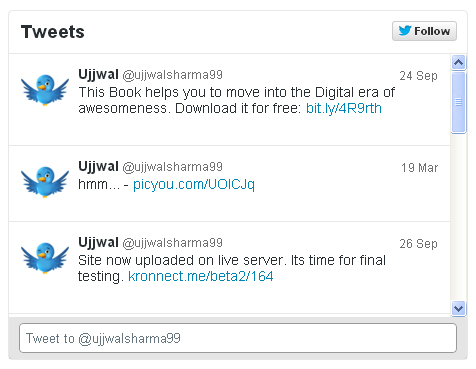 Tweets
Follow
Ujjwal @ujjwalsharma99 24 Sep
This Book helps you to move into the Digital era of
awesomeness. Download it for free: bit.ly/4R9rth
Ujjwal @ujjwalsharma99 19 Mar
hmm... - picyou.com/UOlCJq
Ujjwal @ujjwalsharma99 26 Sep
Site now uploaded on live server. Its time for final
testing. kronnect.me/beta2/164
Tweet to @ujjwalsharma99